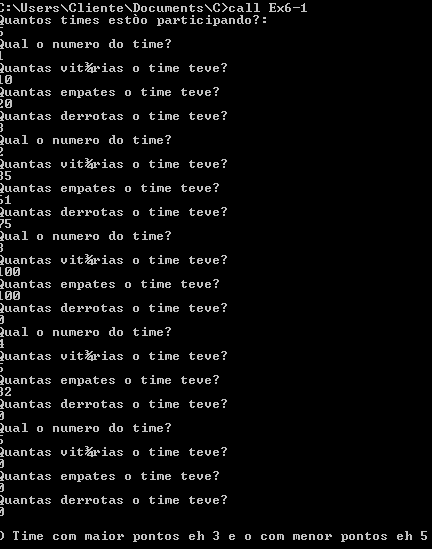 C:\Users\Cliente\Documents\C>call Ex6-1
Quantos times estòo participando?:
5
Qual o numero do time?
1
Quantas vit¾rias o time teve?
10
Quantas empates o time teve?
20
Quantas derrotas o time teve?
3
Qual o numero do time?
2
Quantas vit¾rias o time teve?
35
Quantas empates o time teve?
51
Quantas derrotas o time teve?
75
Qual o numero do time?
3
Quantas vit¾rias o time teve?
100
Quantas empates o time teve?
100
Quantas derrotas o time teve?
0
Qual o numero do time?
4
Quantas vit¾rias o time teve?
5
Quantas empates o time teve?
32
Quantas derrotas o time teve?
0
Qual o numero do time?
5
Quantas vit¾rias o time teve?
0
Quantas empates o time teve?
0
Quantas derrotas o time teve?
0
O Time com maior pontos eh 3 e o com menor pontos eh 5